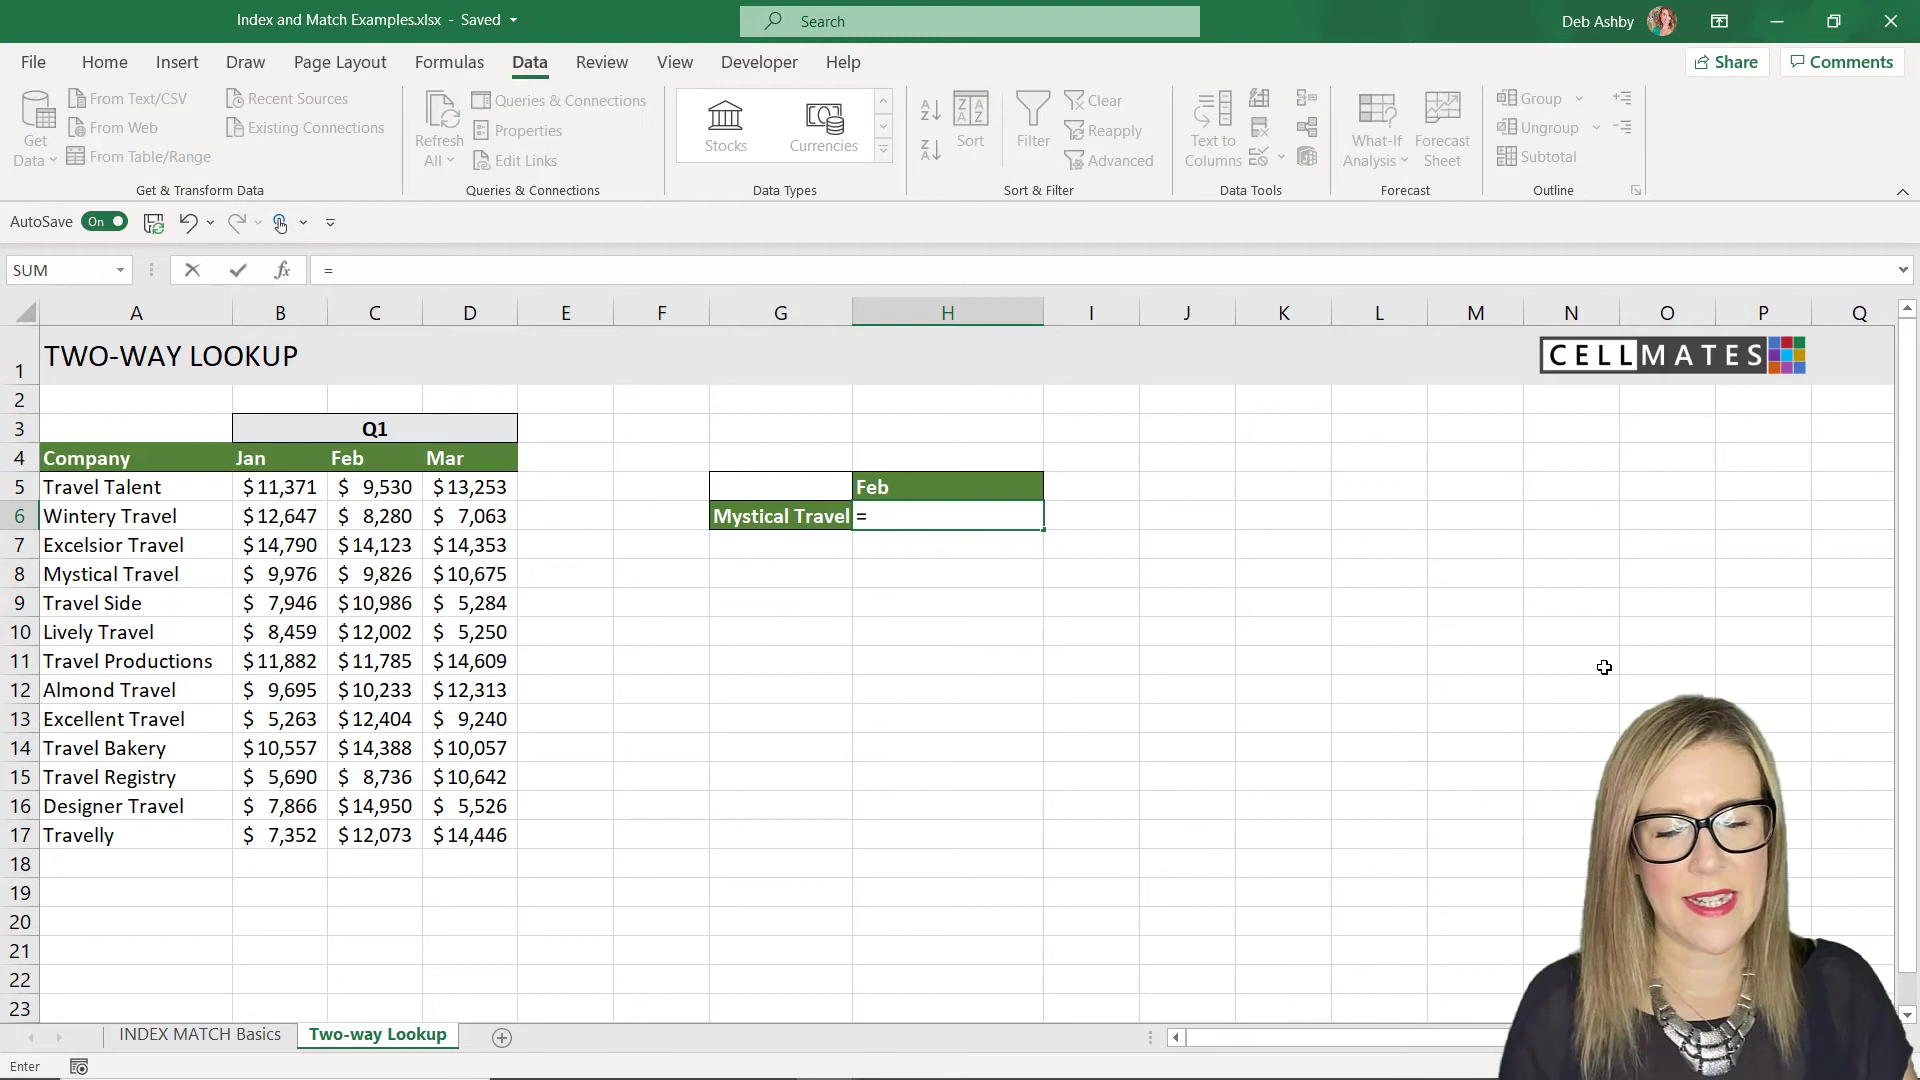 Index and Match Examples.xlsx - Saved
Search
Deb Ashby
File Home Insert Draw Page Layout Formulas Data Review View Developer Help
Share Comments
Get Data
From Text/CSV
From Web
From Table/Range
Recent Sources
Existing Connections
Get & Transform Data
Refresh All
Queries & Connections
Properties
Edit Links
Queries & Connections
Stocks
Currencies
Data Types
A Z
Z A
Z A A Z
Sort
Filter
Clear
Reapply
Advanced
Sort & Filter
Text to Columns
Data Tools
What-If Analysis
Forecast Sheet
Forecast
Group
Ungroup
Subtotal
Outline
AutoSave On
SUM fx =
A B C D E F G H I J K L M N O P Q
1 TWO-WAY LOOKUP CELLMATES
2
3 Q1
4 Company Jan Feb Mar
5 Travel Talent $ 11,371 $ 9,530 $ 13,253 Feb
6 Wintery Travel $ 12,647 $ 8,280 $ 7,063 Mystical Travel =
7 Excelsior Travel $ 14,790 $ 14,123 $ 14,353
8 Mystical Travel $ 9,976 $ 9,826 $ 10,675
9 Travel Side $ 7,946 $ 10,986 $ 5,284
10 Lively Travel $ 8,459 $ 12,002 $ 5,250
11 Travel Productions $ 11,882 $ 11,785 $ 14,609
12 Almond Travel $ 9,695 $ 10,233 $ 12,313
13 Excellent Travel $ 5,263 $ 12,404 $ 9,240
14 Travel Bakery $ 10,557 $ 14,388 $ 10,057
15 Travel Registry $ 5,690 $ 8,736 $ 10,642
16 Designer Travel $ 7,866 $ 14,950 $ 5,526
17 Travelly $ 7,352 $ 12,073 $ 14,446
18
19
20
21
22
23
INDEX MATCH Basics Two-way Lookup
Enter